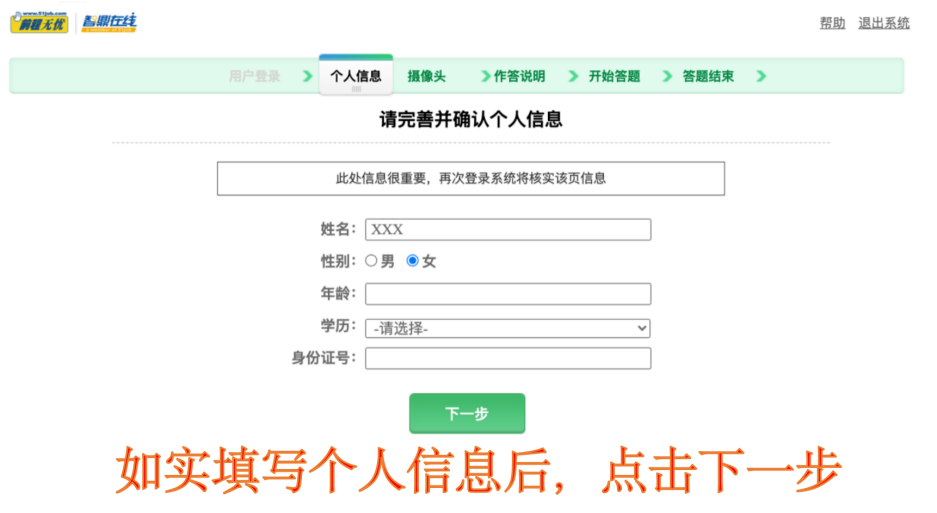 www.51job.com
前程无忧 智鼎在线
帮助 退出系统
用户登录 个人信息 摄像头 作答说明 开始答题 答题结束
请完善并确认个人信息
此处信息很重要，再次登录系统将核实该页信息
姓名： XXX
性别： 男 女
年龄：
学历： -请选择-
身份证号：
下一步
如实填写个人信息后，点击下一步